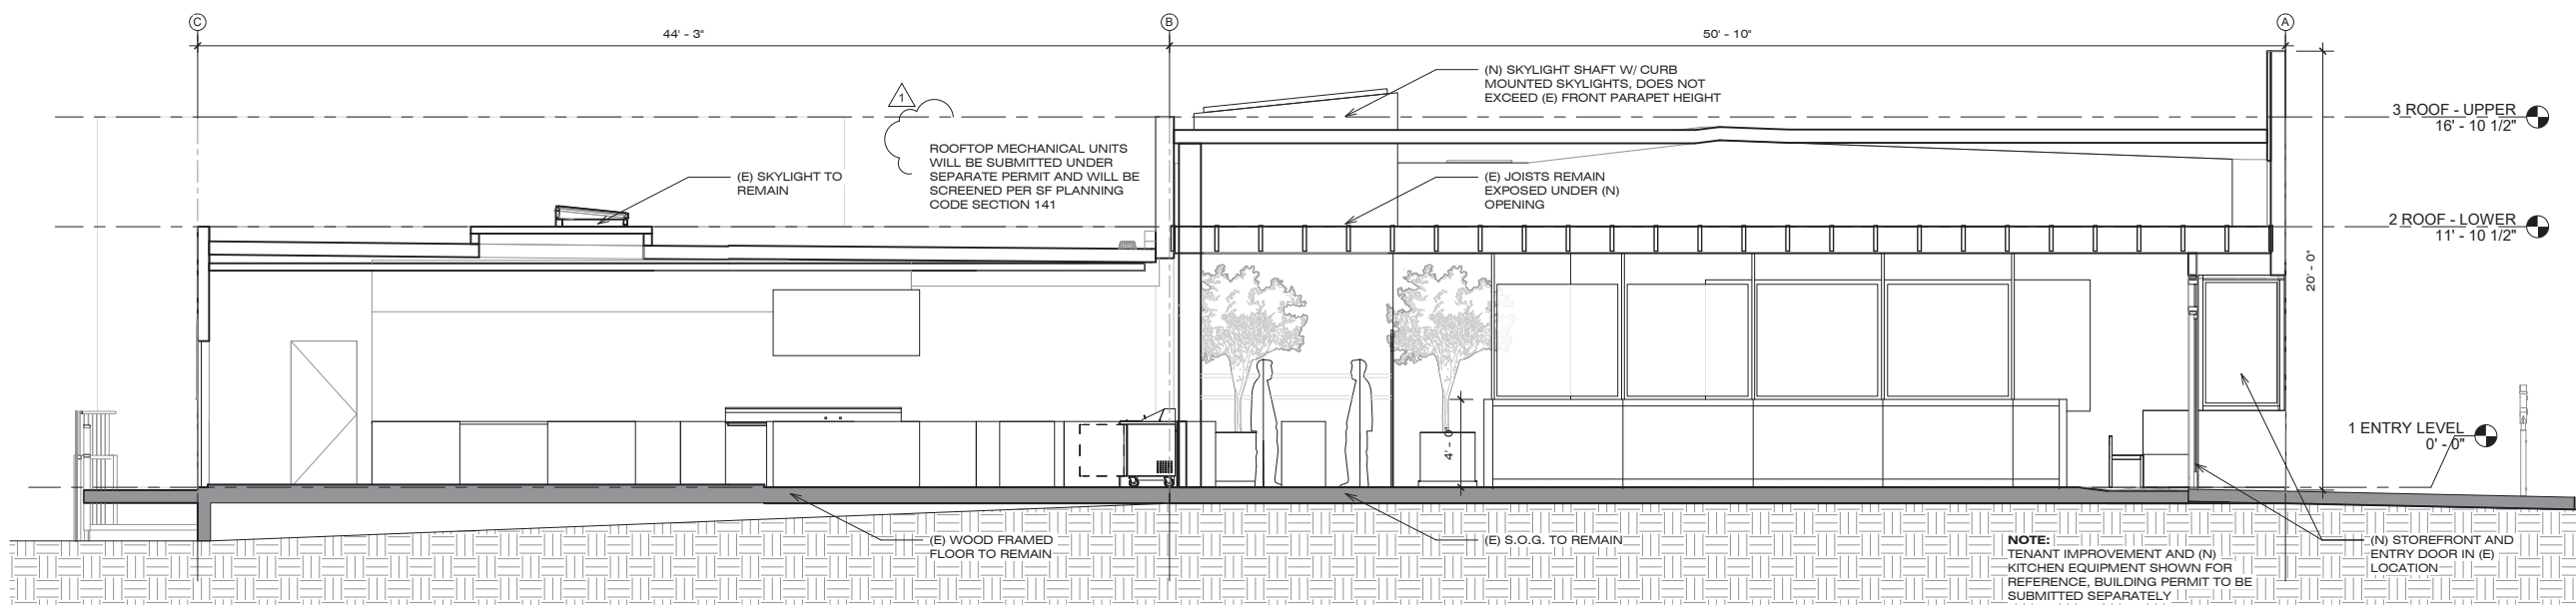 C
B
A
44' - 3"
50' - 10"
(N) SKYLIGHT SHAFT W/ CURB
MOUNTED SKYLIGHTS, DOES NOT
EXCEED (E) FRONT PARAPET HEIGHT
1
3 ROOF - UPPER
16' - 10 1/2"
ROOFTOP MECHANICAL UNITS
WILL BE SUBMITTED UNDER
SEPARATE PERMIT AND WILL BE
SCREENED PER SF PLANNING
CODE SECTION 141
(E) SKYLIGHT TO
REMAIN
(E) JOISTS REMAIN
EXPOSED UNDER (N)
OPENING
2 ROOF - LOWER
11' - 10 1/2"
20' - 0"
4' - 0"
1 ENTRY LEVEL
0' - 0"
(E) WOOD FRAMED
FLOOR TO REMAIN
(E) S.O.G. TO REMAIN
NOTE:
TENANT IMPROVEMENT AND (N)
KITCHEN EQUIPMENT SHOWN FOR
REFERENCE, BUILDING PERMIT TO BE
SUBMITTED SEPARATELY
(N) STOREFRONT AND
ENTRY DOOR IN (E)
LOCATION